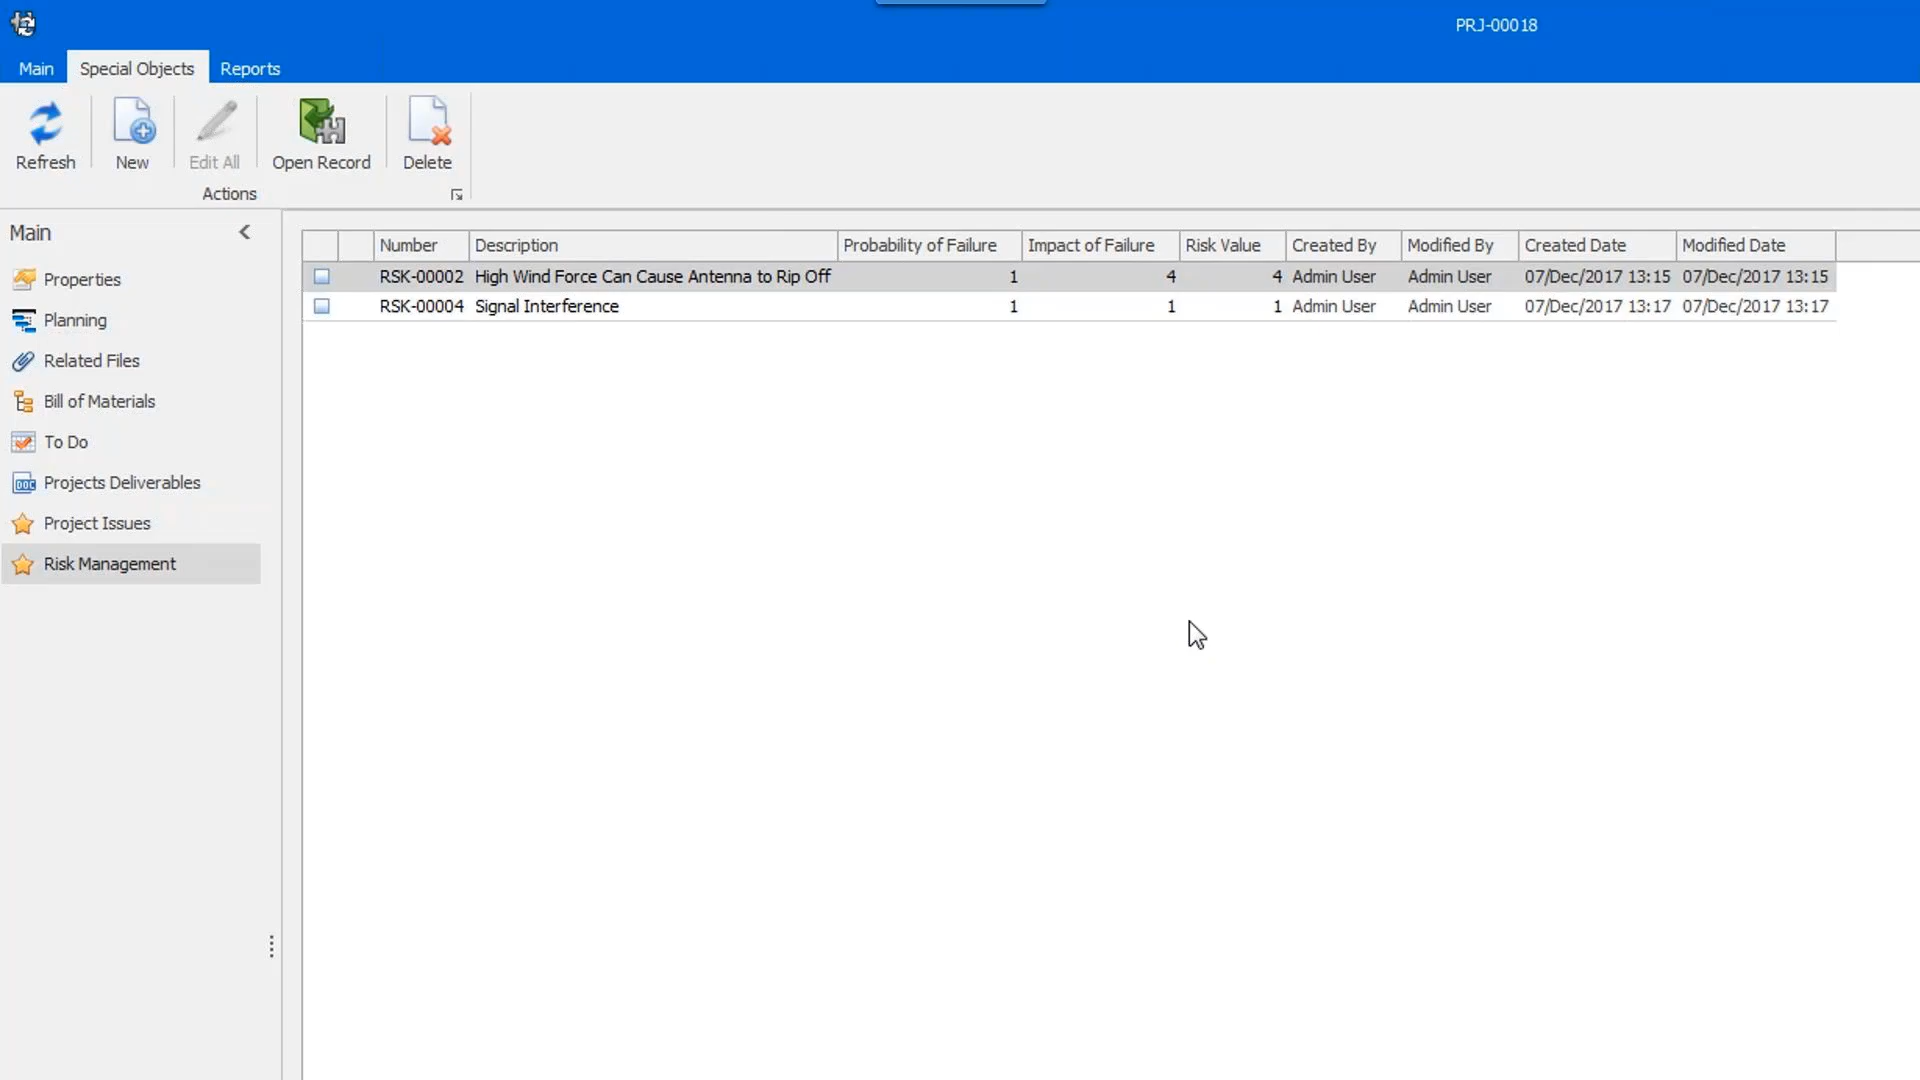 PRJ-00018
Main Special Objects Reports
Refresh New Edit All Open Record Delete
Actions
Main
Properties
Planning
Related Files
Bill of Materials
To Do
Projects Deliverables
Project Issues
Risk Management
Number Description Probability of Failure Impact of Failure Risk Value Created By Modified By Created Date Modified Date
RSK-00002 High Wind Force Can Cause Antenna to Rip Off 1 4 4 Admin User Admin User 07/Dec/2017 13:15 07/Dec/2017 13:15
RSK-00004 Signal Interference 1 1 1 Admin User Admin User 07/Dec/2017 13:17 07/Dec/2017 13:17